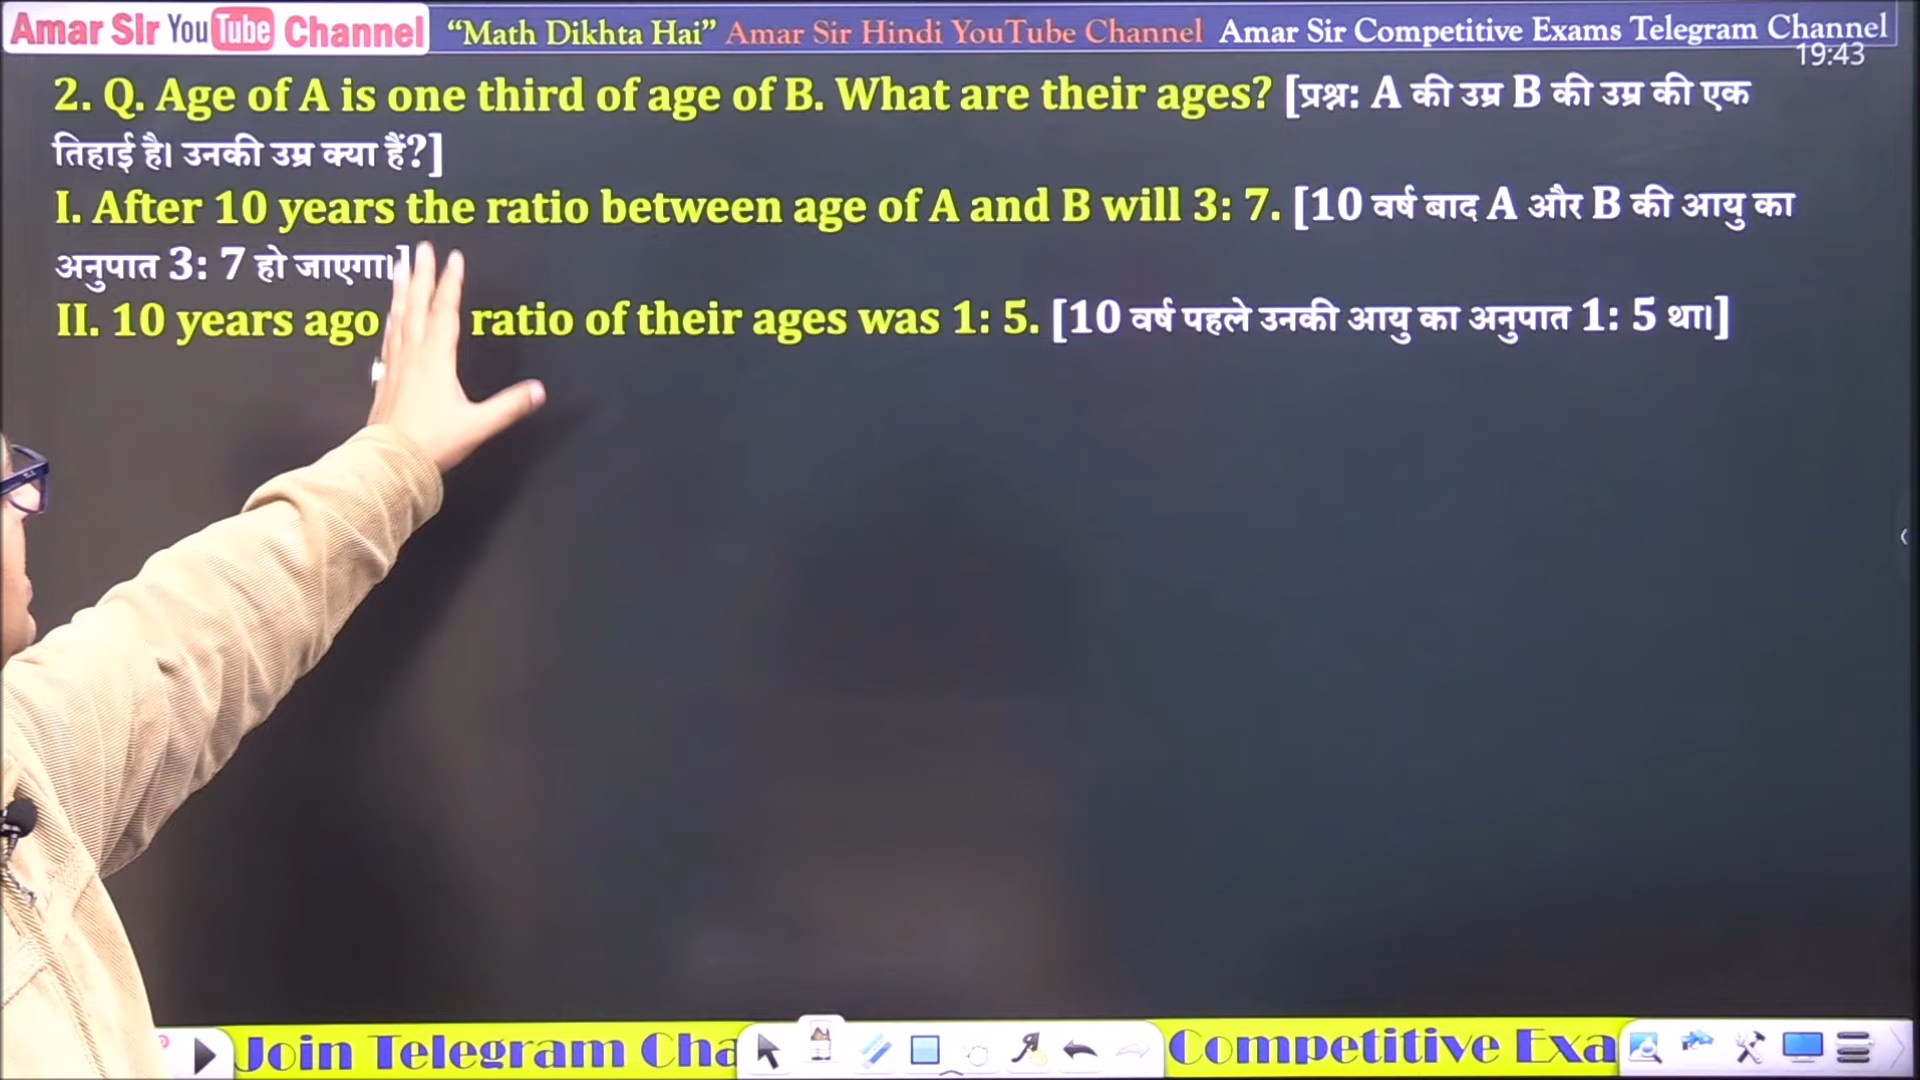 Amar SIr YouTube Channel “Math Dikhta Hai” Amar Sir Hindi YouTube Channel Amar Sir Competitive Exams Telegram Channel
19:43
2. Q. Age of A is one third of age of B. What are their ages? [प्रश्न: A की उम्र B की उम्र की एक
तिहाई है। उनकी उम्र क्या हैं?]
I. After 10 years the ratio between age of A and B will 3: 7. [10 वर्ष बाद A और B की आयु का
अनुपात 3: 7 हो जाएगा।]
II. 10 years ago ratio of their ages was 1: 5. [10 वर्ष पहले उनकी आयु का अनुपात 1: 5 था।]
Join Telegram Cha Competitive Exa